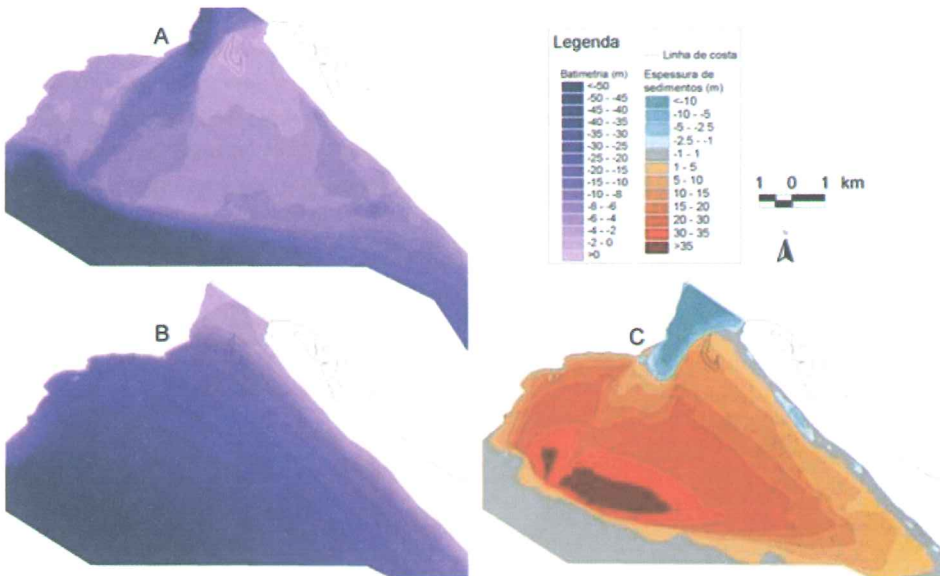 A
Legenda
Linha de costa
Batimetria (m)
<-50
-50 - -45
-45 - -40
-40 - -35
-35 - -30
-30 - -25
-25 - -20
-20 - -15
-15 - -10
-10 - -8
-8 - -6
-6 - -4
-4 - -2
-2 - 0
>0
Espessura de
sedimentos (m)
<-10
-10 - -5
-5 - -2.5
-2.5 - -1
-1 - 1
1 - 5
5 - 10
10 - 15
15 - 20
20 - 30
30 - 35
>35
1 0 1 km
B
C